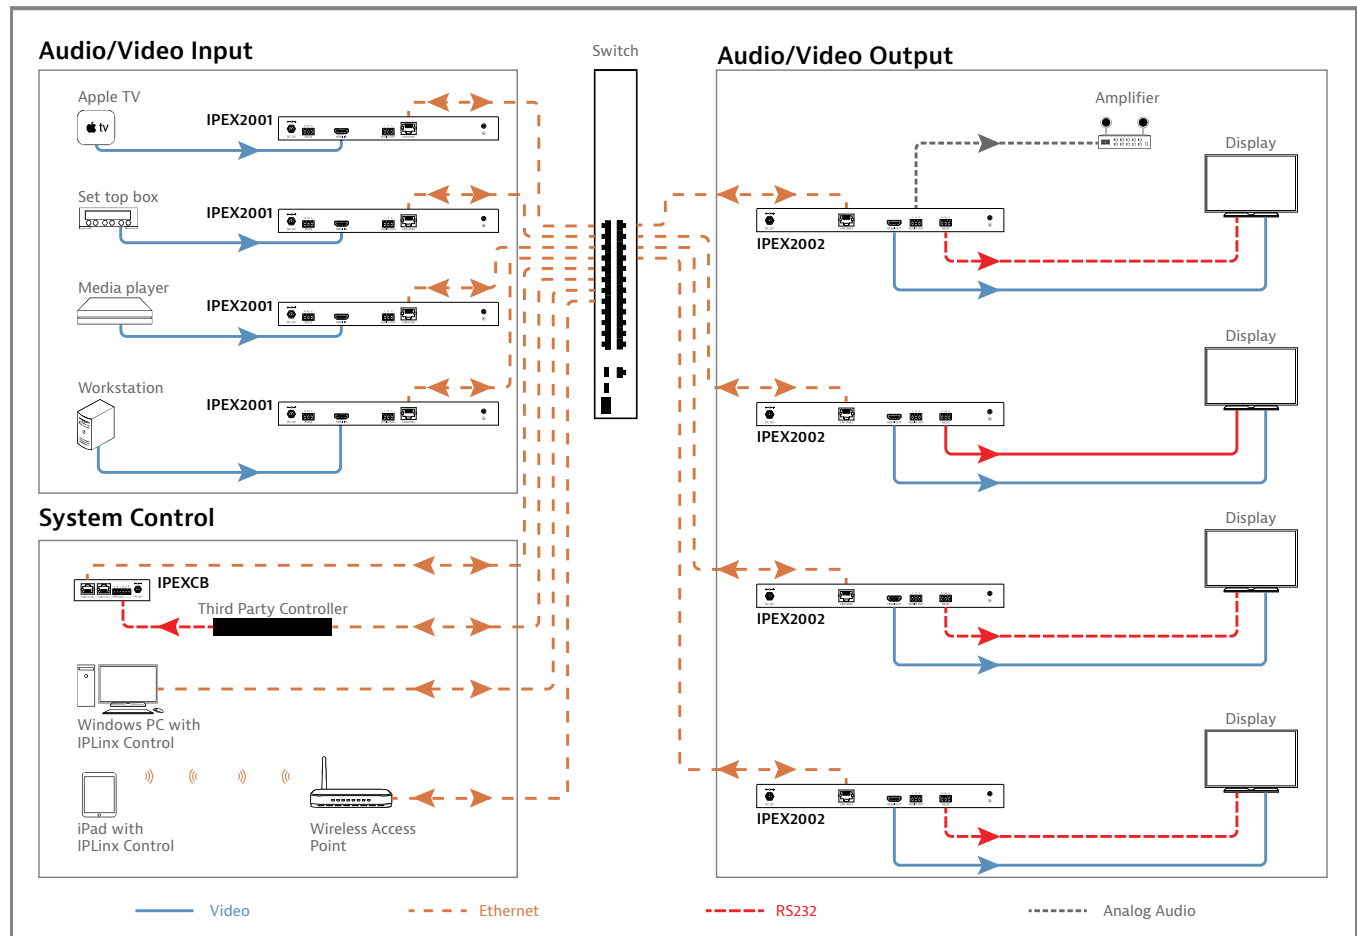 Audio/Video Input
Apple TV
tv
IPEX2001
Set top box
IPEX2001
Media player
IPEX2001
Workstation
IPEX2001
Switch
Audio/Video Output
Amplifier
Display
IPEX2002
Display
IPEX2002
Display
IPEX2002
Display
IPEX2002
System Control
IPEXCB
Third Party Controller
Windows PC with
IPLinx Control
iPad with
IPLinx Control
Wireless Access
Point
Video
Ethernet
RS232
Analog Audio